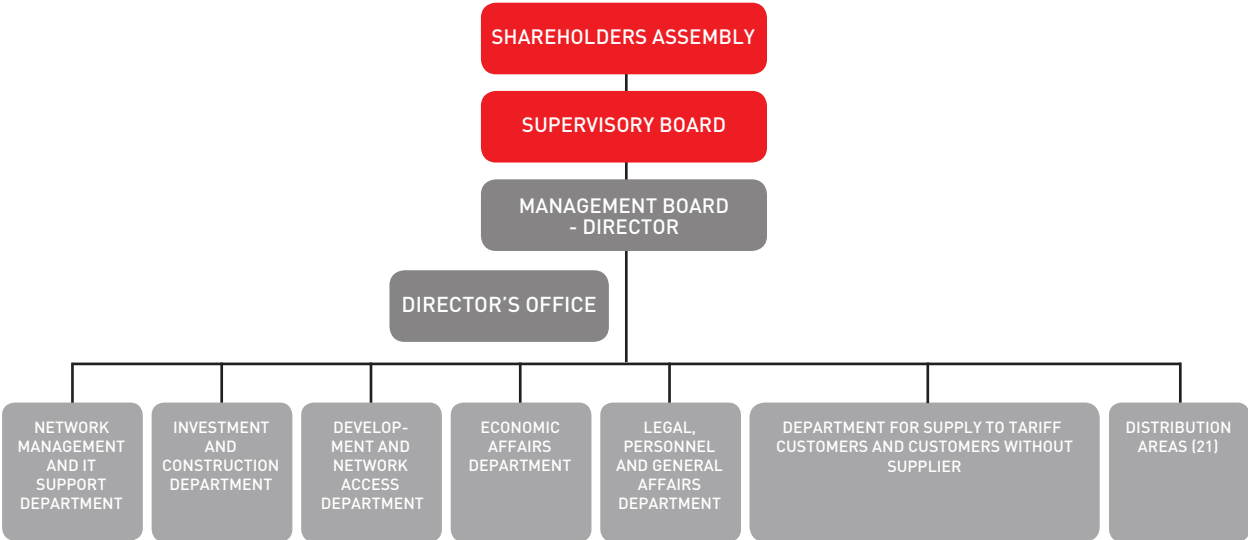 SHAREHOLDERS ASSEMBLY
SUPERVISORY BOARD
MANAGEMENT BOARD
- DIRECTOR
DIRECTOR’S OFFICE
NETWORK
MANAGEMENT
AND IT
SUPPORT
DEPARTMENT
INVESTMENT
AND
CONSTRUCTION
DEPARTMENT
DEVELOP-
MENT AND
NETWORK
ACCESS
DEPARTMENT
ECONOMIC
AFFAIRS
DEPARTMENT
LEGAL,
PERSONNEL
AND GENERAL
AFFAIRS
DEPARTMENT
DEPARTMENT FOR SUPPLY TO TARIFF
CUSTOMERS AND CUSTOMERS WITHOUT
SUPPLIER
DISTRIBUTION
AREAS (21)